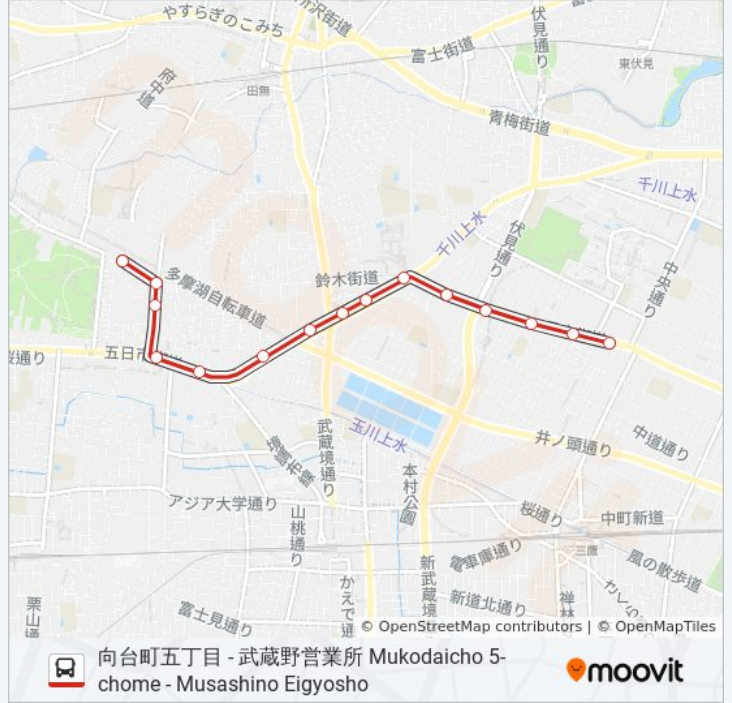 やすらぎのこみち
所沢街道
伏見通り
富士街道
東伏見
府中道
田無
青梅街道
千川上水
千川上水
伏見通り
中央通り
鈴木街道
多摩湖自転車道
桜通り
五日市
玉川上水
井ノ頭通り
中道通り
武蔵境通り
境橋市線
本村公園
アジア大学通り
山桃通り
桜通り
中町新道
三鷹
電車庫通り
風の散歩道
新武蔵境
かえで通
新道北通り
禅林
富士見通り
栗山通
© OpenStreetMap contributors | © OpenMapTiles
向台町五丁目 - 武蔵野営業所 Mukodaicho 5-
chome - Musashino Eigyosho
moovit